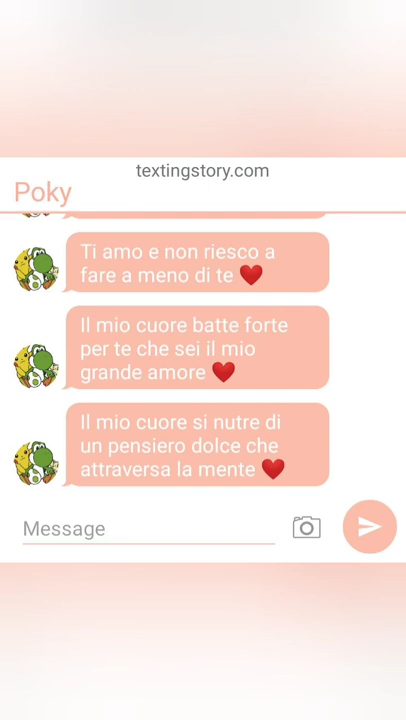 textingstory.com
Poky
Ti amo e non riesco a
fare a meno di te ❤️
Il mio cuore batte forte
per te che sei il mio
grande amore ❤️
Il mio cuore si nutre di
un pensiero dolce che
attraversa la mente ❤️
Message